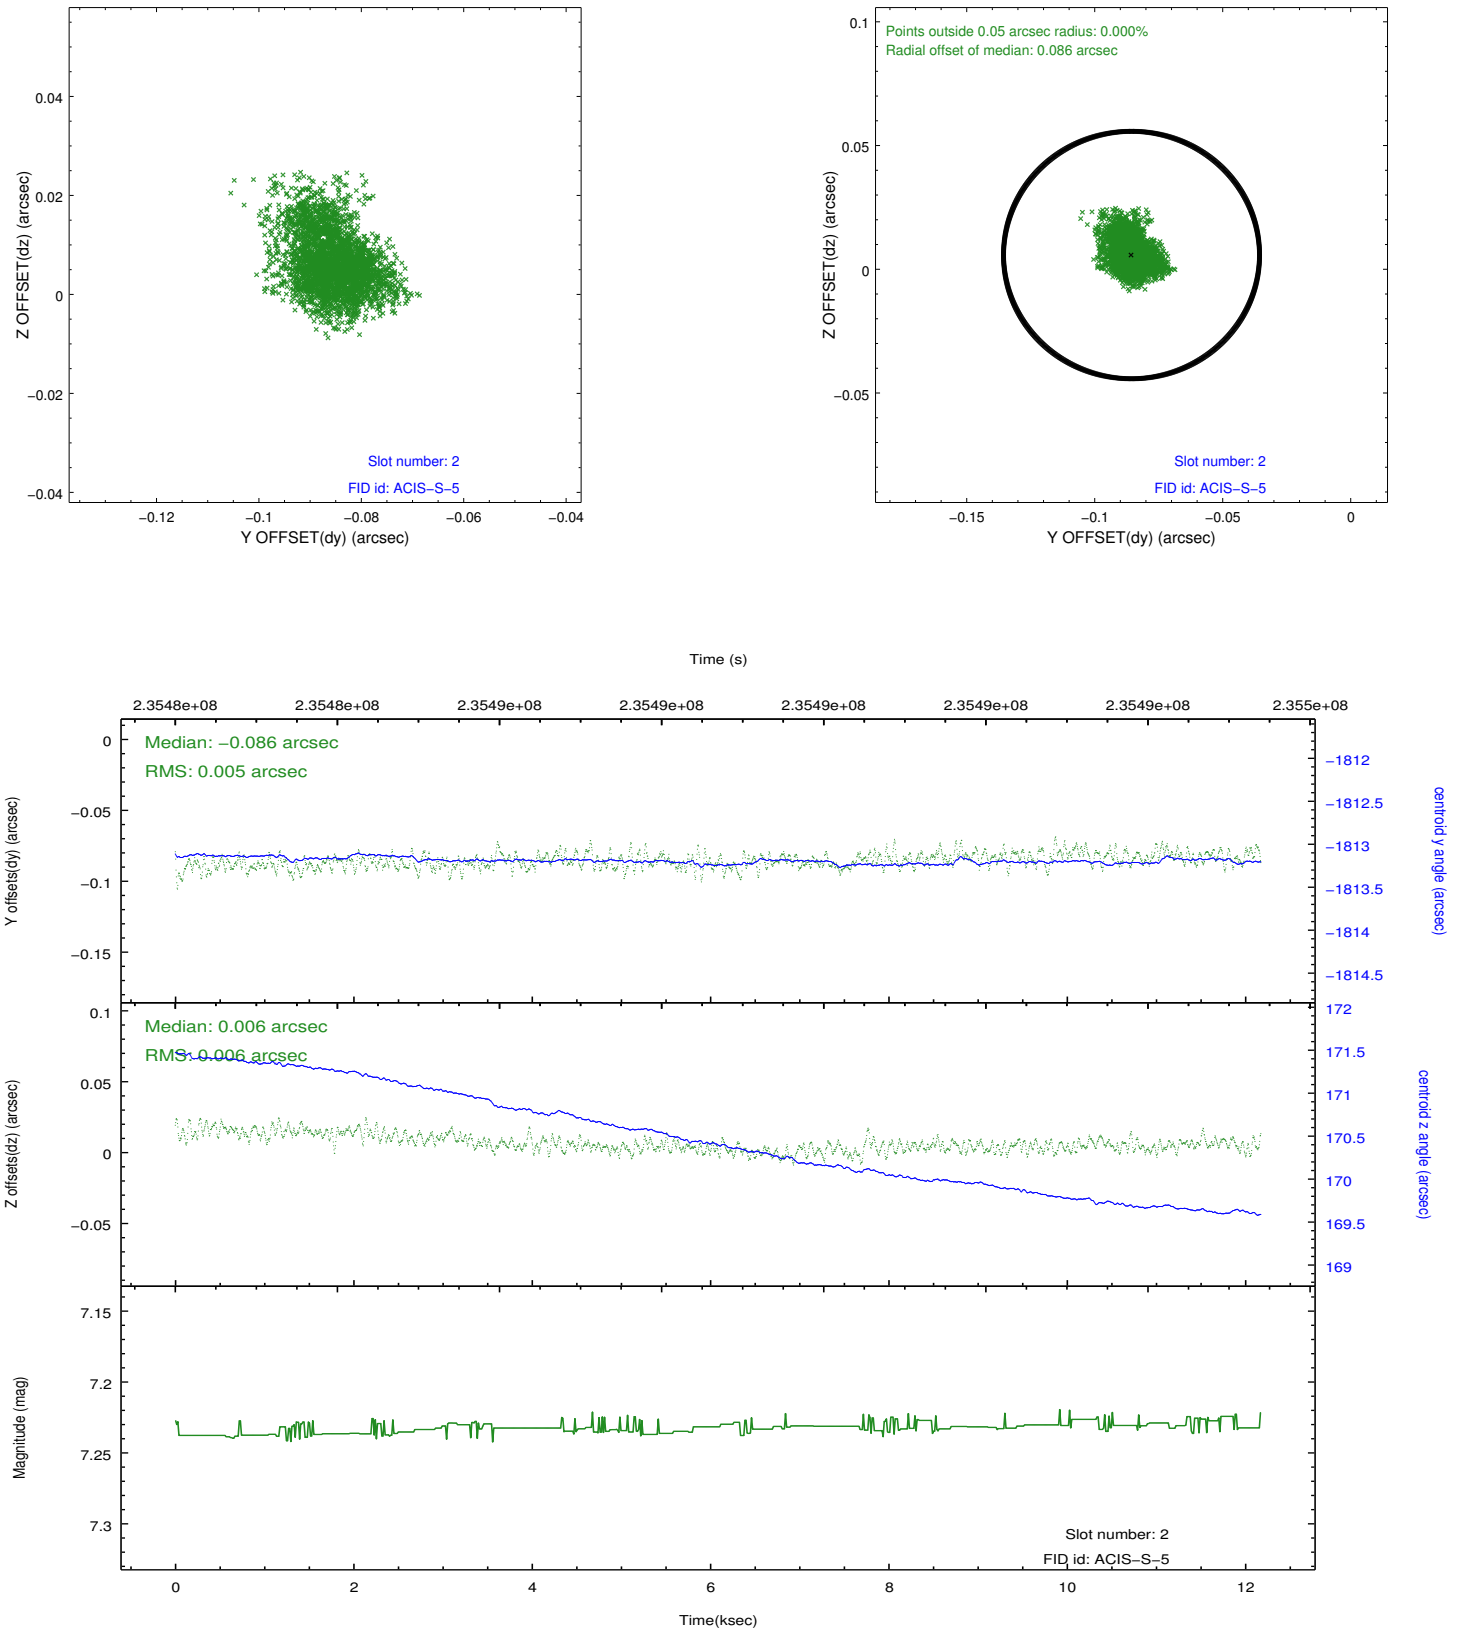 0.04
0.02
0
−0.02
−0.04
Z OFFSET(dz) (arcsec)
Slot number: 2
FID id: ACIS−S−5
−0.12 −0.1 −0.08 −0.06 −0.04
Y OFFSET(dy) (arcsec)
Points outside 0.05 arcsec radius: 0.000%
Radial offset of median: 0.086 arcsec
0.1
0.05
0
−0.05
Z OFFSET(dz) (arcsec)
Slot number: 2
FID id: ACIS−S−5
−0.15 −0.1 −0.05 0
Y OFFSET(dy) (arcsec)
Time (s)
2.3548e+08 2.3548e+08 2.3549e+08 2.3549e+08 2.3549e+08 2.3549e+08 2.3549e+08 2.355e+08
Median: −0.086 arcsec
RMS: 0.005 arcsec
0
−0.05
−0.1
−0.15
Y offsets(dy) (arcsec)
−1812
−1812.5
−1813
−1813.5
−1814
−1814.5
centroid y angle (arcsec)
Median: 0.006 arcsec
RMS: 0.006 arcsec
0.1
0.05
0
−0.05
Z offsets(dz) (arcsec)
172
171.5
171
170.5
170
169.5
169
centroid z angle (arcsec)
7.15
7.2
7.25
7.3
Magnitude (mag)
Slot number: 2
FID id: ACIS−S−5
0 2 4 6 8 10 12
Time(ksec)